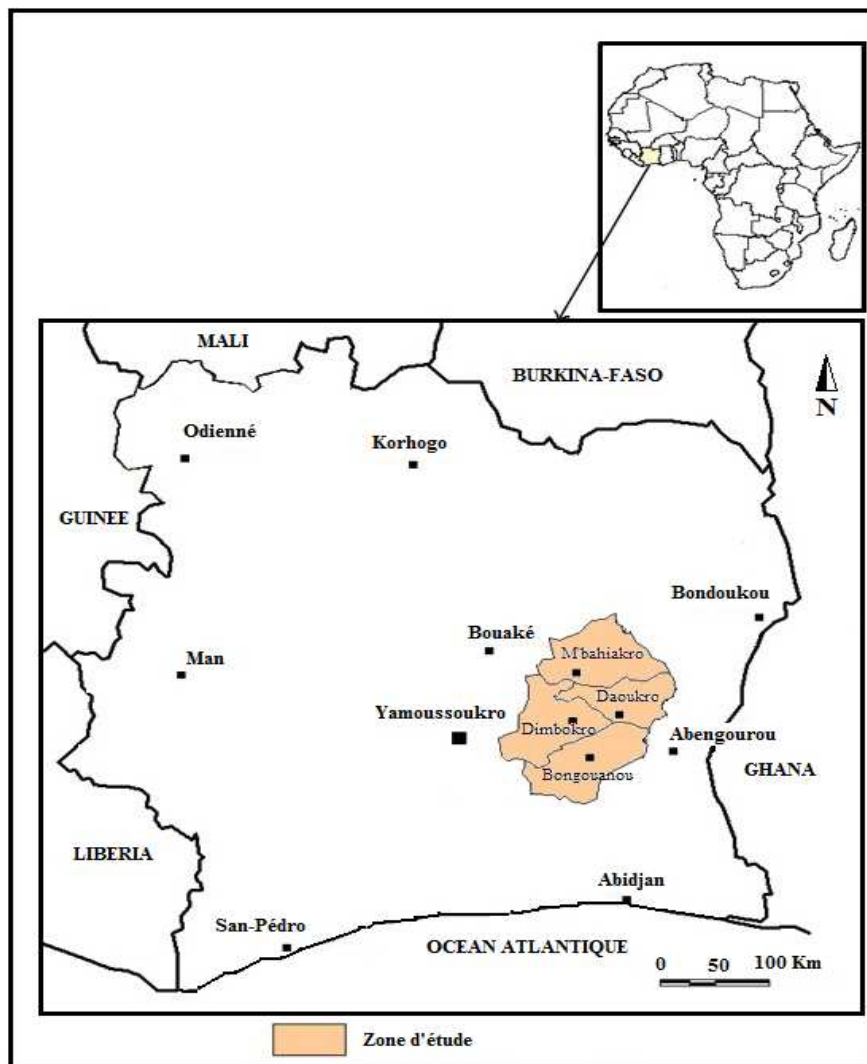 MALI
BURKINA-FASO
N
Odienné
Korhogo
GUINEE
Bondoukou
Bouaké
M'bahiakro
Man
Daoukro
Yamoussoukro
Dimbokro
Abengourou
Bongouanou
GHANA
LIBERIA
Abidjan
San-Pédro
OCEAN ATLANTIQUE
0 50 100 Km
Zone d'étude